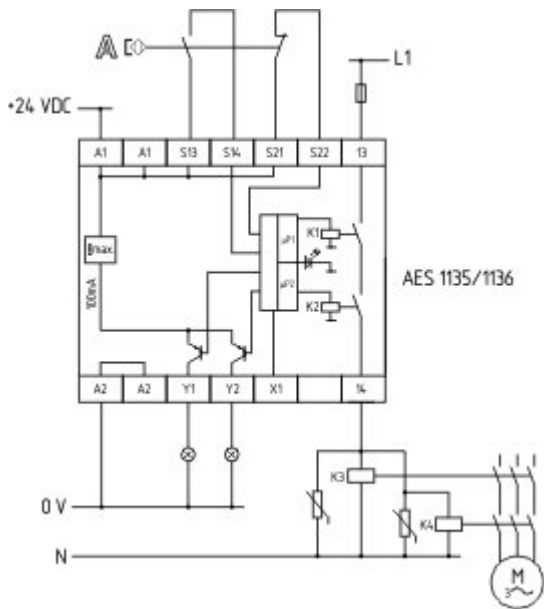 A
L1
+24 VDC
A1 A1 S13 S14 S21 S22 13
I max.
100mA
µP1
µP2
K1
K2
AES 1135/1136
A2 A2 Y1 Y2 X1 14
K3
K4
0 V
N
M
3